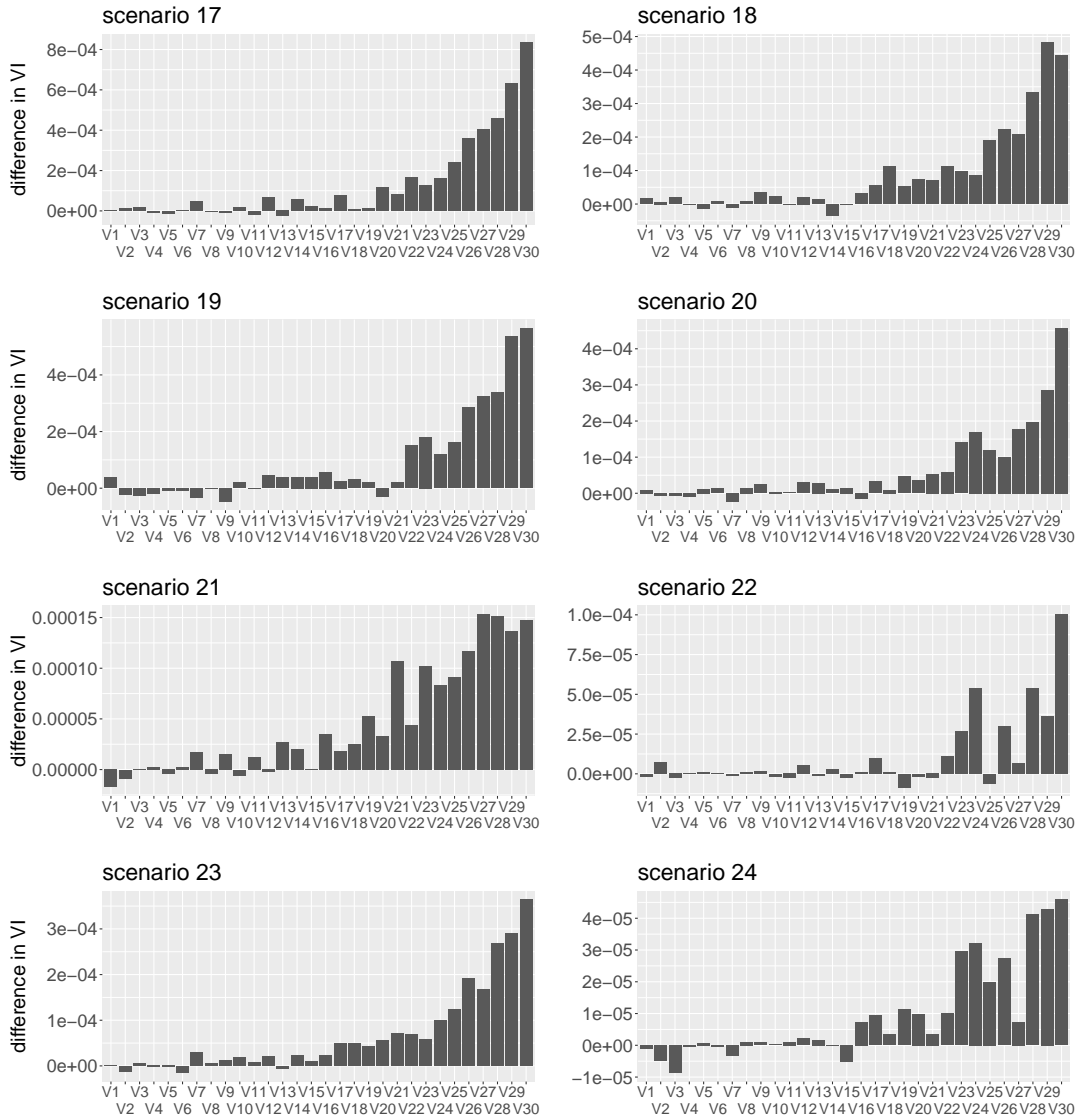 scenario 17
difference in VI
8e−04
6e−04
4e−04
2e−04
0e+00
V1 V3 V5 V7 V9 V11 V13 V15 V17 V19 V21 V23 V25 V27 V29
V2 V4 V6 V8 V10 V12 V14 V16 V18 V20 V22 V24 V26 V28 V30
scenario 18
5e−04
4e−04
3e−04
2e−04
1e−04
0e+00
V1 V3 V5 V7 V9 V11 V13 V15 V17 V19 V21 V23 V25 V27 V29
V2 V4 V6 V8 V10 V12 V14 V16 V18 V20 V22 V24 V26 V28 V30
scenario 19
difference in VI
4e−04
2e−04
0e+00
V1 V3 V5 V7 V9 V11 V13 V15 V17 V19 V21 V23 V25 V27 V29
V2 V4 V6 V8 V10 V12 V14 V16 V18 V20 V22 V24 V26 V28 V30
scenario 20
4e−04
3e−04
2e−04
1e−04
0e+00
V1 V3 V5 V7 V9 V11 V13 V15 V17 V19 V21 V23 V25 V27 V29
V2 V4 V6 V8 V10 V12 V14 V16 V18 V20 V22 V24 V26 V28 V30
scenario 21
difference in VI
0.00015
0.00010
0.00005
0.00000
V1 V3 V5 V7 V9 V11 V13 V15 V17 V19 V21 V23 V25 V27 V29
V2 V4 V6 V8 V10 V12 V14 V16 V18 V20 V22 V24 V26 V28 V30
scenario 22
1.0e−04
7.5e−05
5.0e−05
2.5e−05
0.0e+00
V1 V3 V5 V7 V9 V11 V13 V15 V17 V19 V21 V23 V25 V27 V29
V2 V4 V6 V8 V10 V12 V14 V16 V18 V20 V22 V24 V26 V28 V30
scenario 23
difference in VI
3e−04
2e−04
1e−04
0e+00
V1 V3 V5 V7 V9 V11 V13 V15 V17 V19 V21 V23 V25 V27 V29
V2 V4 V6 V8 V10 V12 V14 V16 V18 V20 V22 V24 V26 V28 V30
scenario 24
4e−05
3e−05
2e−05
1e−05
0e+00
−1e−05
V1 V3 V5 V7 V9 V11 V13 V15 V17 V19 V21 V23 V25 V27 V29
V2 V4 V6 V8 V10 V12 V14 V16 V18 V20 V22 V24 V26 V28 V30